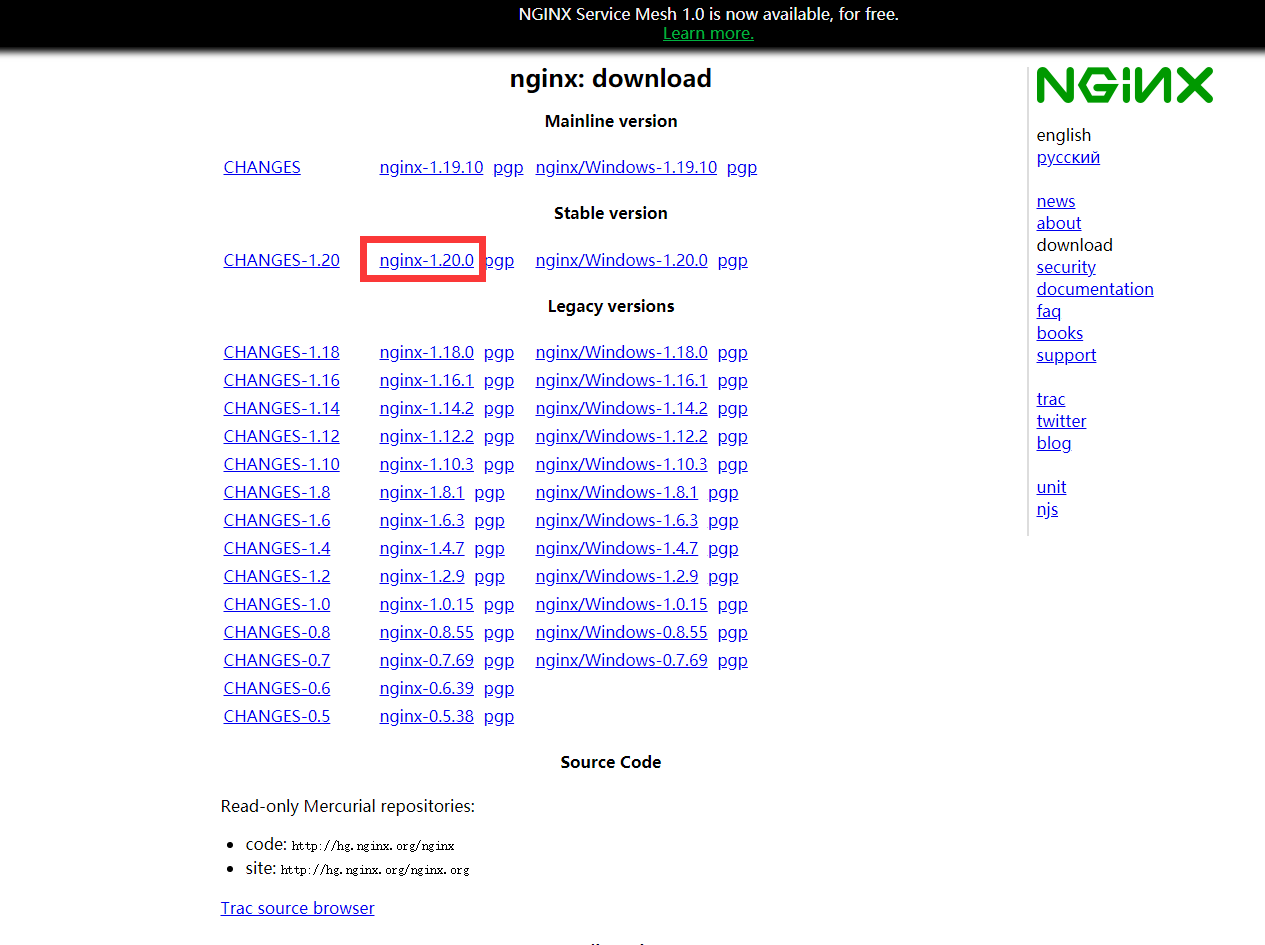 NGINX Service Mesh 1.0 is now available, for free.
Learn more.
nginx: download
Mainline version
CHANGES nginx-1.19.10 pgp nginx/Windows-1.19.10 pgp
Stable version
CHANGES-1.20 nginx-1.20.0 pgp nginx/Windows-1.20.0 pgp
Legacy versions
CHANGES-1.18 nginx-1.18.0 pgp nginx/Windows-1.18.0 pgp
CHANGES-1.16 nginx-1.16.1 pgp nginx/Windows-1.16.1 pgp
CHANGES-1.14 nginx-1.14.2 pgp nginx/Windows-1.14.2 pgp
CHANGES-1.12 nginx-1.12.2 pgp nginx/Windows-1.12.2 pgp
CHANGES-1.10 nginx-1.10.3 pgp nginx/Windows-1.10.3 pgp
CHANGES-1.8 nginx-1.8.1 pgp nginx/Windows-1.8.1 pgp
CHANGES-1.6 nginx-1.6.3 pgp nginx/Windows-1.6.3 pgp
CHANGES-1.4 nginx-1.4.7 pgp nginx/Windows-1.4.7 pgp
CHANGES-1.2 nginx-1.2.9 pgp nginx/Windows-1.2.9 pgp
CHANGES-1.0 nginx-1.0.15 pgp nginx/Windows-1.0.15 pgp
CHANGES-0.8 nginx-0.8.55 pgp nginx/Windows-0.8.55 pgp
CHANGES-0.7 nginx-0.7.69 pgp nginx/Windows-0.7.69 pgp
CHANGES-0.6 nginx-0.6.39 pgp
CHANGES-0.5 nginx-0.5.38 pgp
Source Code
Read-only Mercurial repositories:
code: http://hg.nginx.org/nginx
site: http://hg.nginx.org/nginx.org
Trac source browser
NGiNX
english
русский
news
about
download
security
documentation
faq
books
support
trac
twitter
blog
unit
njs